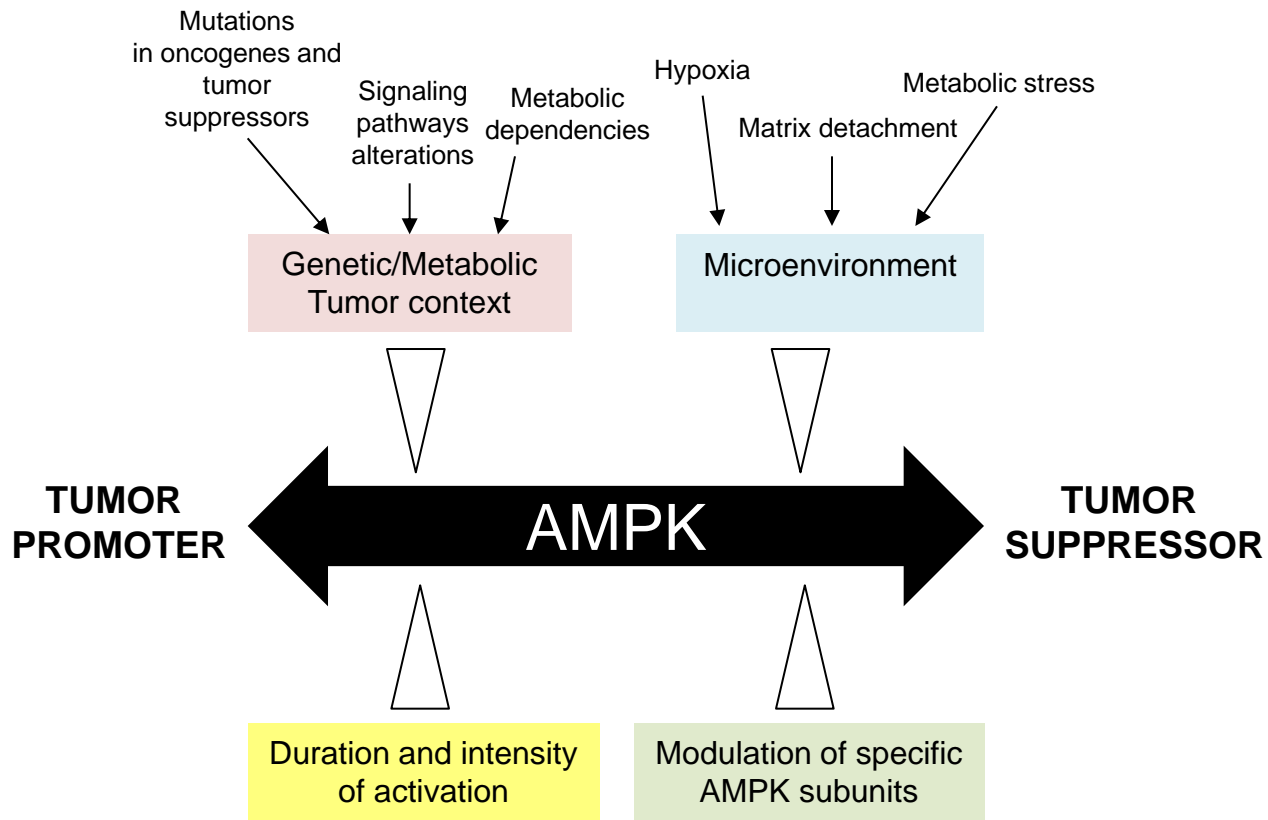 Mutations
in oncogenes and
tumor
suppressors
Signaling
pathways
alterations
Metabolic
dependencies
Hypoxia
Matrix detachment
Metabolic stress
Genetic/Metabolic
Tumor context
Microenvironment
TUMOR
PROMOTER
AMPK
TUMOR
SUPPRESSOR
Duration and intensity
of activation
Modulation of specific
AMPK subunits